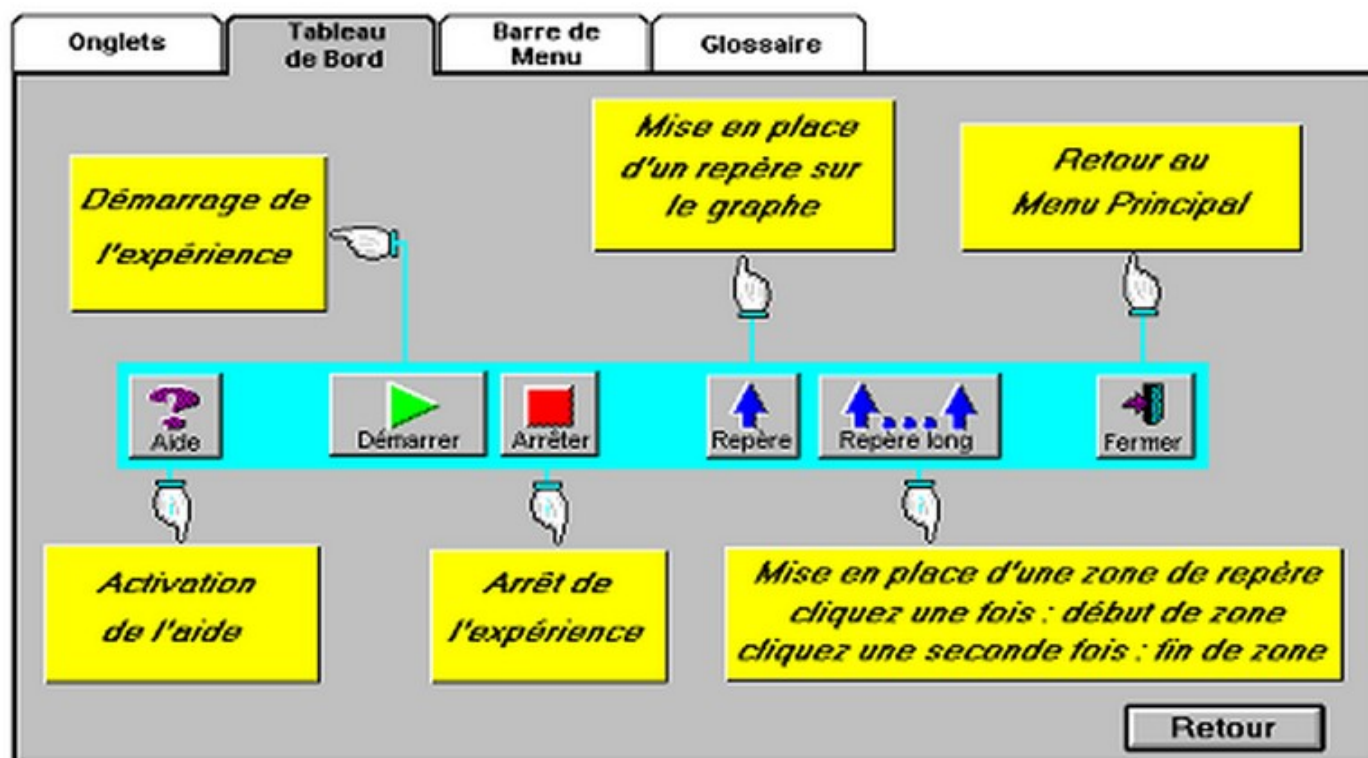 Onglets
Tableau
de Bord
Barre de
Menu
Glossaire
Démarrage de
l'expérience
Mise en place
d'un repère sur
le graphe
Retour au
Menu Principal
Aide
Démarrer
Arrêter
Repère
Repère long
Fermer
Activation
de l'aide
Arrêt de
l'expérience
Mise en place d'une zone de repère
cliquez une fois : début de zone
cliquez une seconde fois : fin de zone
Retour